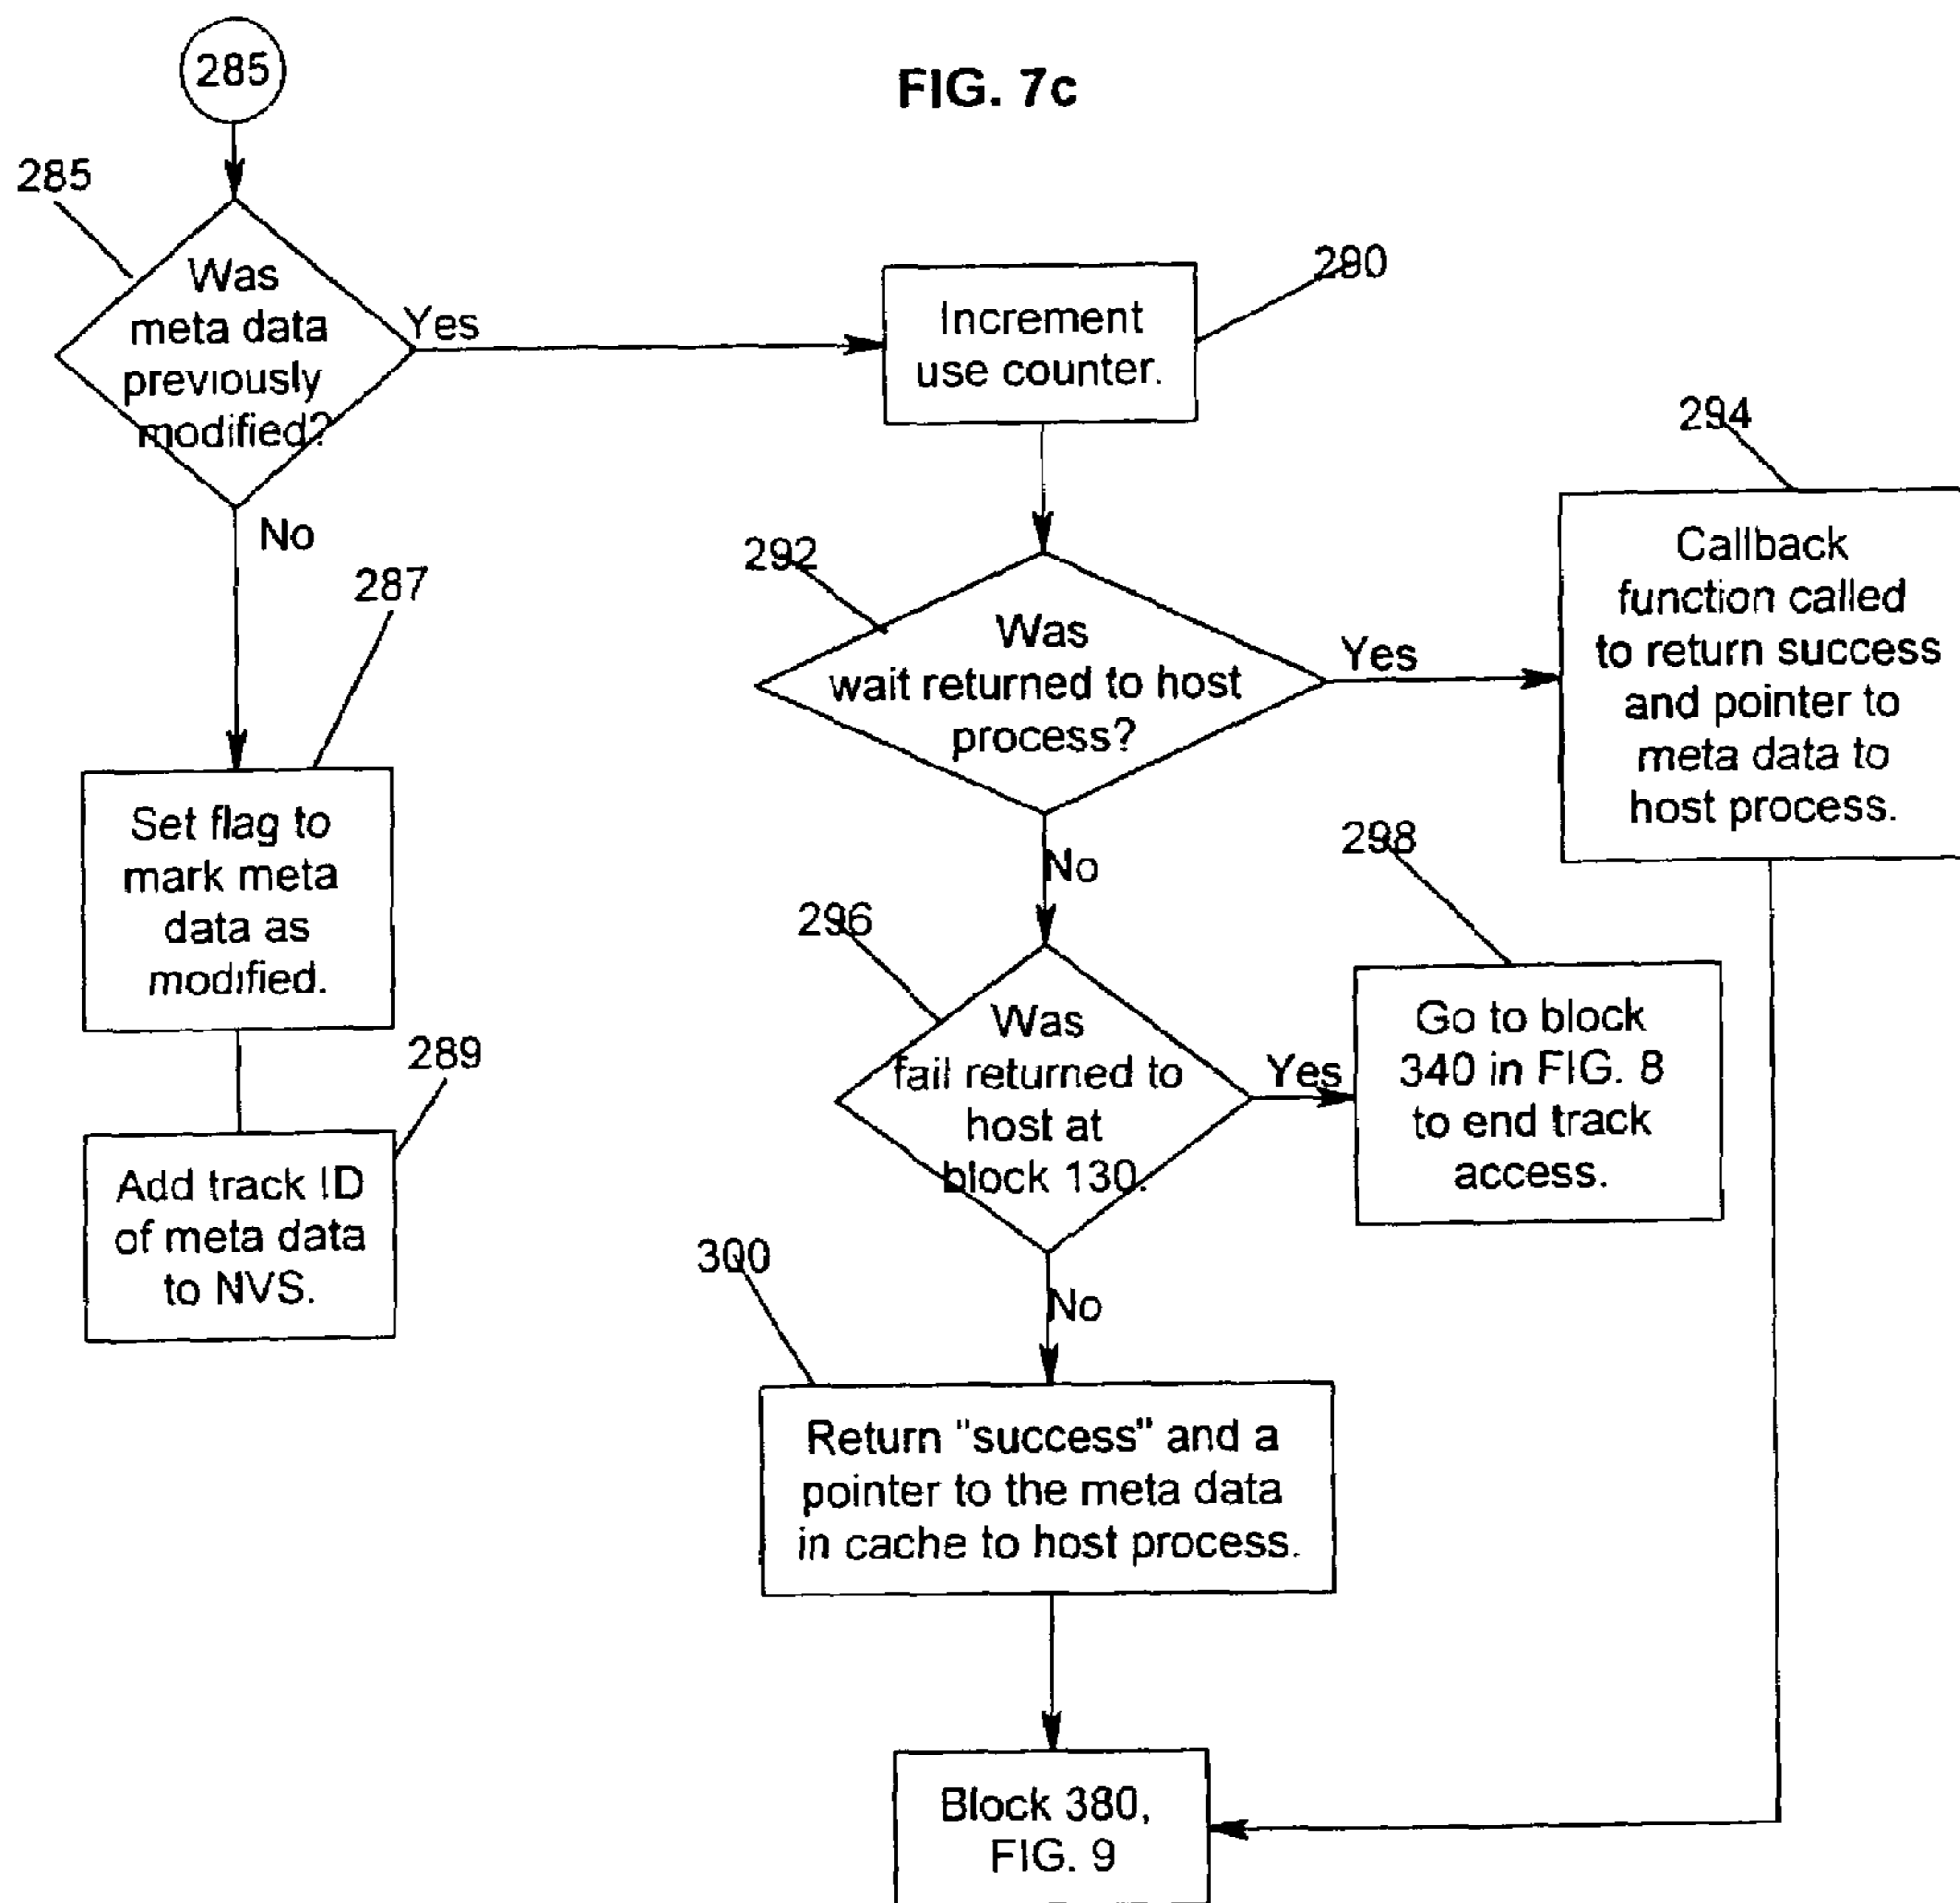 285
FIG. 7c
285
Was
meta data
previously
modified?
Yes
No
280
Increment
use counter.
287
Set flag to
mark meta
data as
modified.
289
Add track ID
of meta data
to NVS.
292
Was
wait returned to host
process?
Yes
No
294
Callback
function called
to return success
and pointer to
meta data to
host process.
296
Was
fail returned to
host at
block 130.
Yes
No
298
Go to block
340 in FIG. 8
to end track
access.
300
Return "success" and a
pointer to the meta data
in cache to host process.
Block 380,
FIG. 9